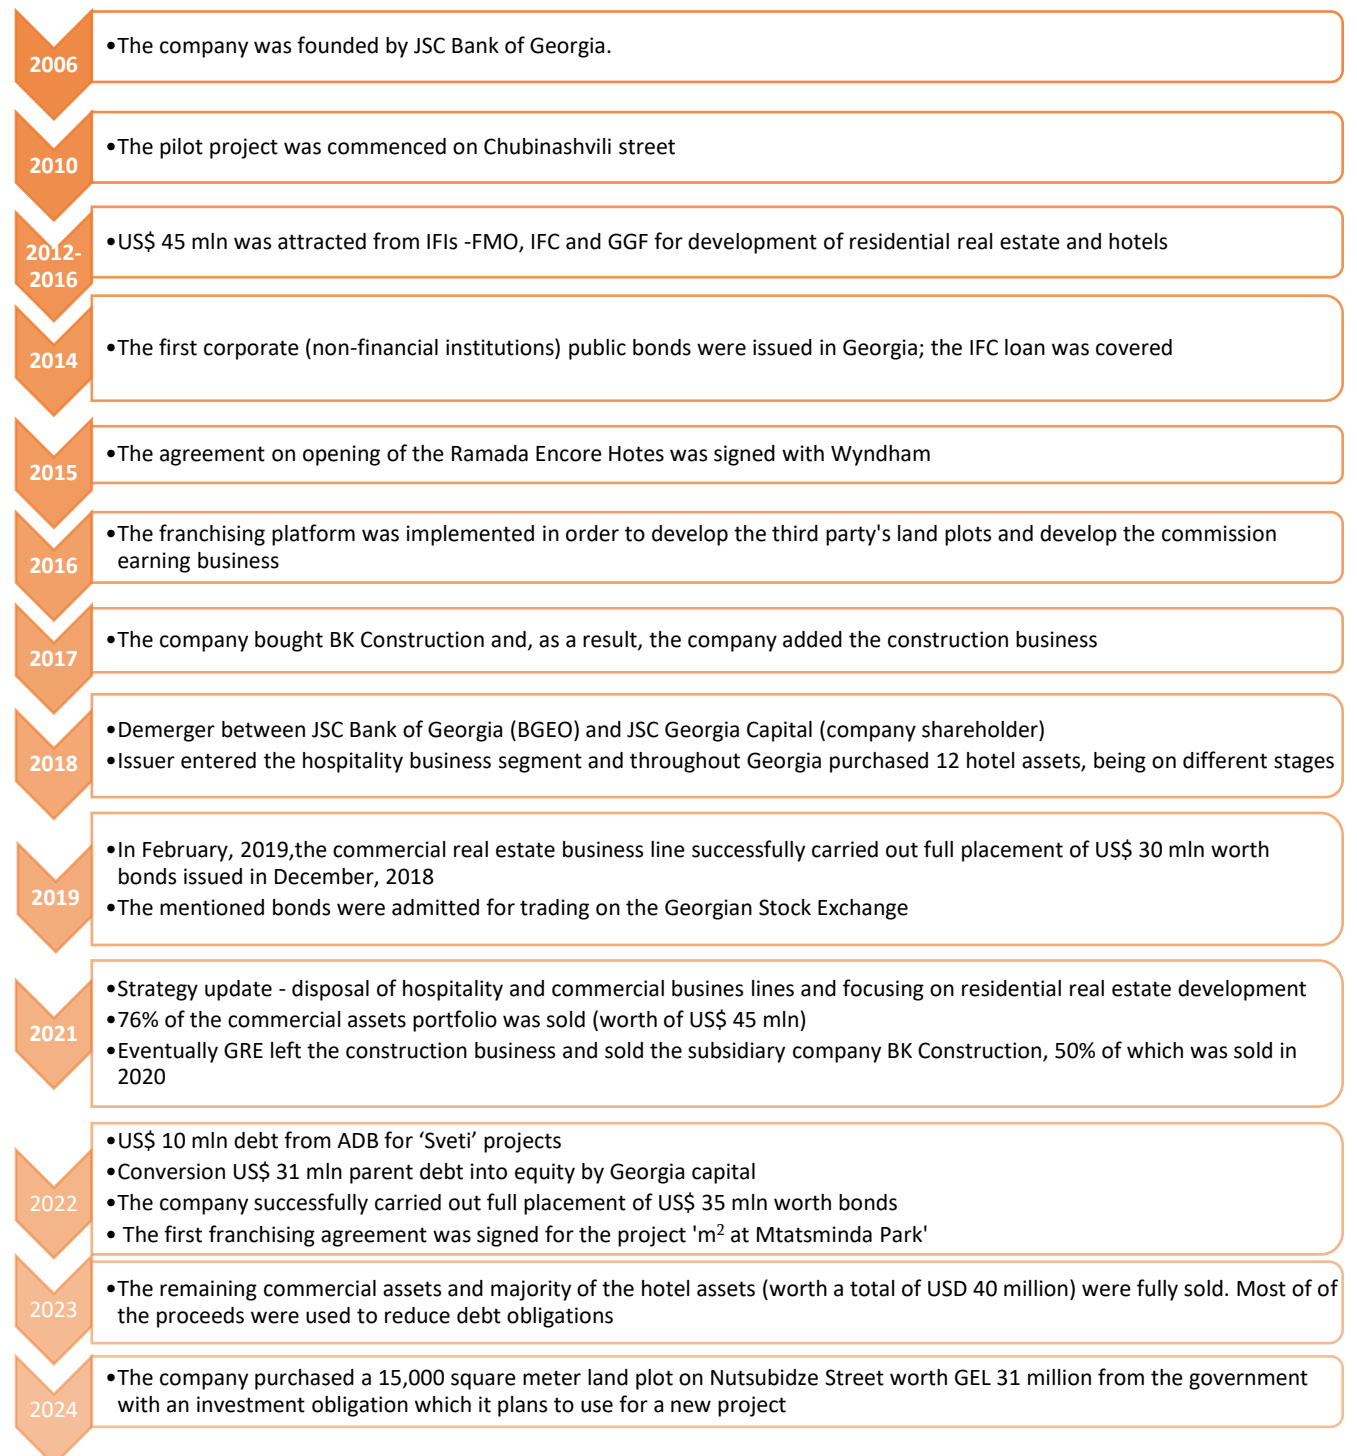 2006
•The company was founded by JSC Bank of Georgia.
2010
•The pilot project was commenced on Chubinashvili street
2012-
2016
•US$ 45 mln was attracted from IFIs -FMO, IFC and GGF for development of residential real estate and hotels
2014
•The first corporate (non-financial institutions) public bonds were issued in Georgia; the IFC loan was covered
2015
•The agreement on opening of the Ramada Encore Hotes was signed with Wyndham
2016
•The franchising platform was implemented in order to develop the third party's land plots and develop the commission
earning business
2017
•The company bought BK Construction and, as a result, the company added the construction business
2018
•Demerger between JSC Bank of Georgia (BGEO) and JSC Georgia Capital (company shareholder)
•Issuer entered the hospitality business segment and throughout Georgia purchased 12 hotel assets, being on different stages
2019
•In February, 2019,the commercial real estate business line successfully carried out full placement of US$ 30 mln worth
bonds issued in December, 2018
•The mentioned bonds were admitted for trading on the Georgian Stock Exchange
2021
•Strategy update - disposal of hospitality and commercial busines lines and focusing on residential real estate development
•76% of the commercial assets portfolio was sold (worth of US$ 45 mln)
•Eventually GRE left the construction business and sold the subsidiary company BK Construction, 50% of which was sold in
2020
2022
•US$ 10 mln debt from ADB for ‘Sveti’ projects
•Conversion US$ 31 mln parent debt into equity by Georgia capital
•The company successfully carried out full placement of US$ 35 mln worth bonds
• The first franchising agreement was signed for the project 'm² at Mtatsminda Park'
2023
•The remaining commercial assets and majority of the hotel assets (worth a total of USD 40 million) were fully sold. Most of of
the proceeds were used to reduce debt obligations
2024
•The company purchased a 15,000 square meter land plot on Nutsubidze Street worth GEL 31 million from the government
with an investment obligation which it plans to use for a new project